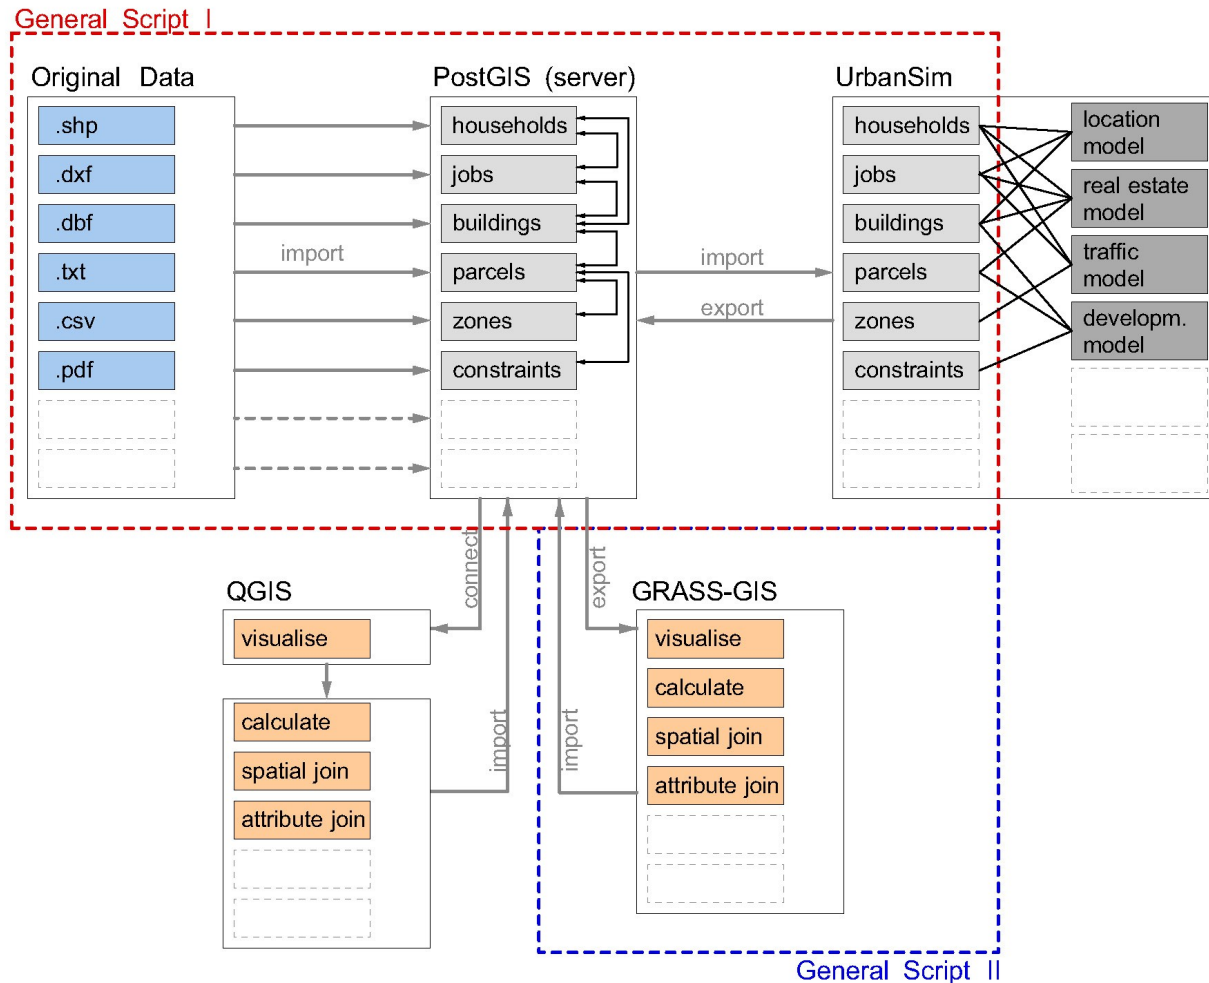 General Script I
Original Data
PostGIS (server)
UrbanSim
.shp
.dxf
.dbf
.txt
.csv
.pdf
import
households
jobs
buildings
parcels
zones
constraints
import
export
households
jobs
buildings
parcels
zones
constraints
location
model
real estate
model
traffic
model
developm.
model
connect
import
import
export
QGIS
visualise
calculate
spatial join
attribute join
GRASS-GIS
visualise
calculate
spatial join
attribute join
General Script II